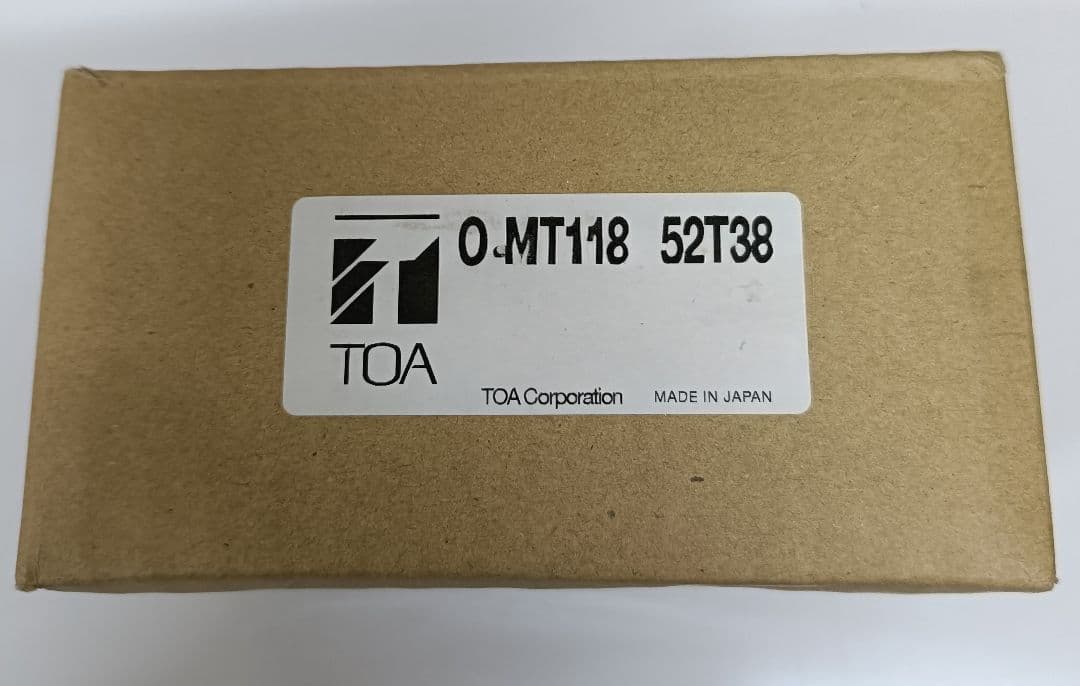 O-MT118 52T38
TOA
TOA Corporation MADE IN JAPAN